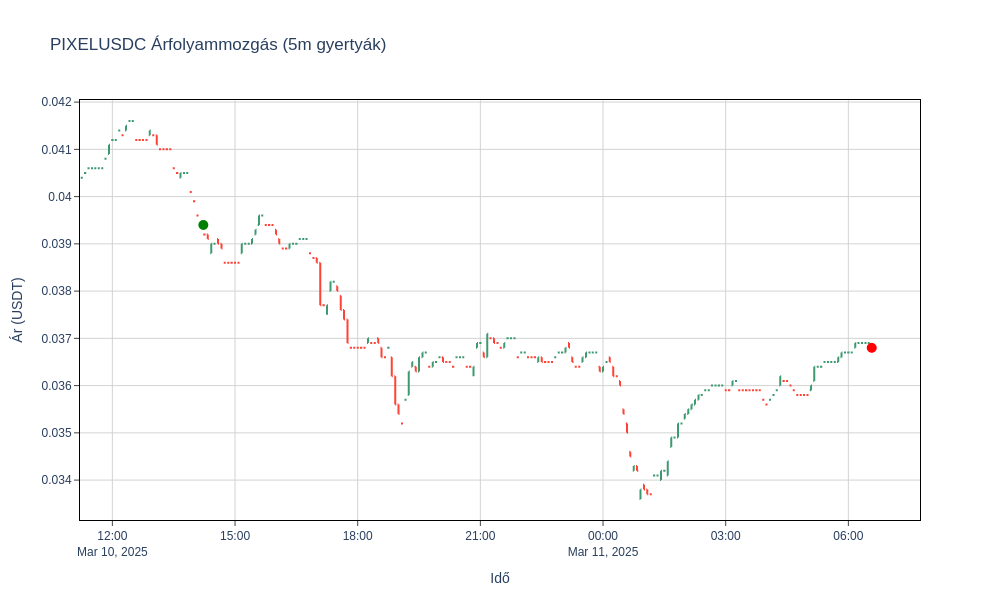 PIXELUSDC Árfolyammozgás (5m gyertyák)
0.042
0.041
0.04
0.039
0.038
0.037
0.036
0.035
0.034
Ár (USDT)
12:00 15:00 18:00 21:00 00:00 03:00 06:00
Mar 10, 2025 Mar 11, 2025
Idő